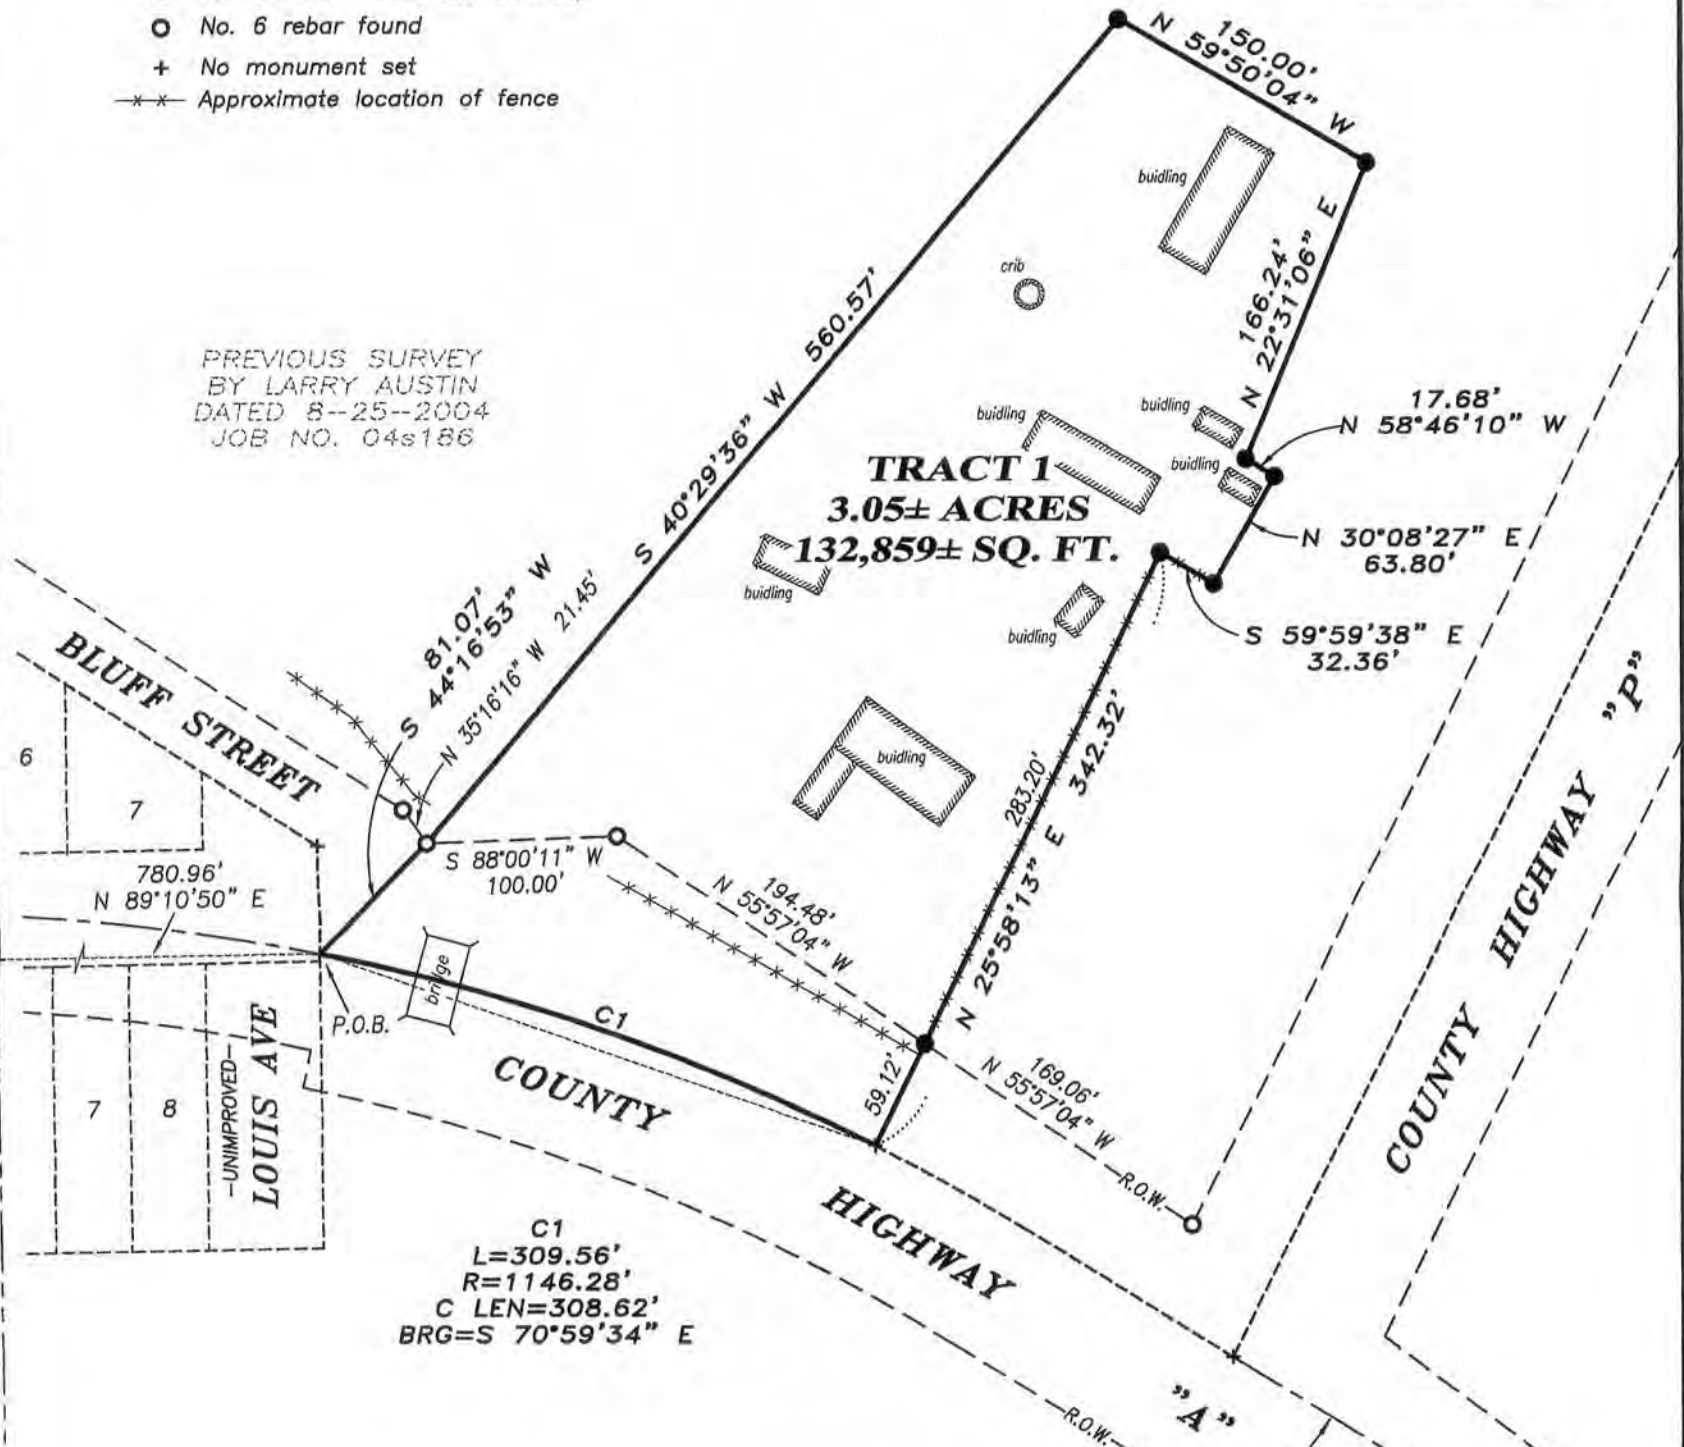 No. 6 rebar found
No monument set
Approximate location of fence
150.00'
N 59°50'04" W
buidling
crib
166.24'
N 22°31'06" E
560.57'
S 40°29'36" W
PREVIOUS SURVEY
BY LARRY AUSTIN
DATED 8--25--2004
JOB NO. 04s186
buidling
buidling
17.68'
N 58°46'10" W
buidling
TRACT 1
3.05± ACRES
132,859± SQ. FT.
N 30°08'27" E
63.80'
buidling
buidling
S 59°59'38" E
32.36'
81.07'
S 44°16'53" W
N 35°16'16" W 21.45'
BLUFF STREET
6
7
buidling
283.20'
N 25°58'13" E 342.32'
COUNTY HIGHWAY "P"
S 88°00'11" W
100.00'
194.48'
N 55°57'04" W
780.96'
N 89°10'50" E
bridge
P.O.B.
C1
59.12'
169.06'
N 55°57'04" W
R.O.W.
7
8
-UNIMPROVED-
LOUIS AVE
COUNTY HIGHWAY "A"
C1
L=309.56'
R=1146.28'
C LEN=308.62'
BRG=S 70°59'34" E
R.O.W.